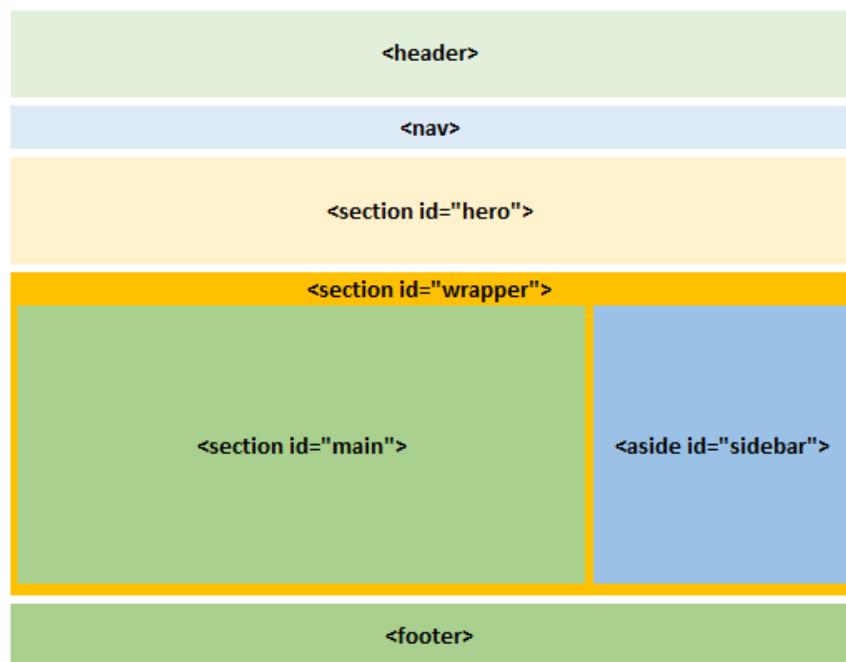 <header>
<nav>
<section id="hero">
<section id="wrapper">
<section id="main">
<aside id="sidebar">
<footer>